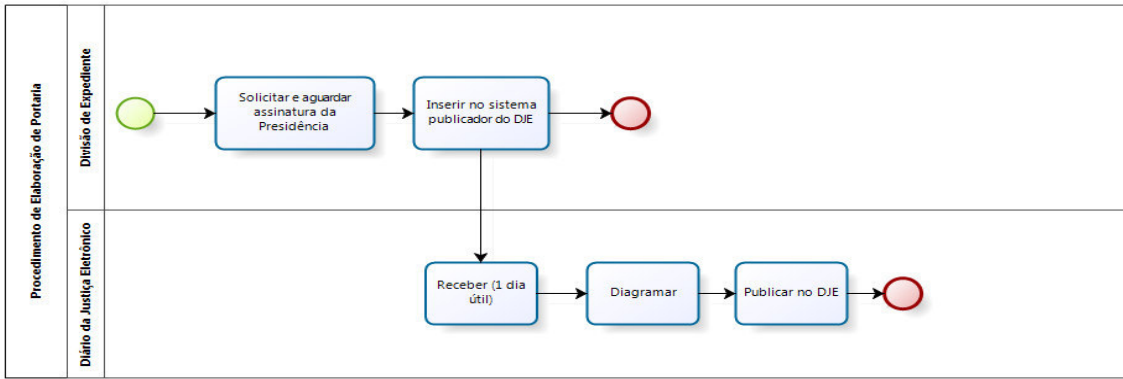 Procedimento de Elaboração de Portaria
Divisão de Expediente
Solicitar e aguardar
assinatura da
Presidência
Inserir no sistema
publicador do DJE
Diário da Justiça Eletrônico
Receber (1 dia
útil)
Diagramar
Publicar no DJE